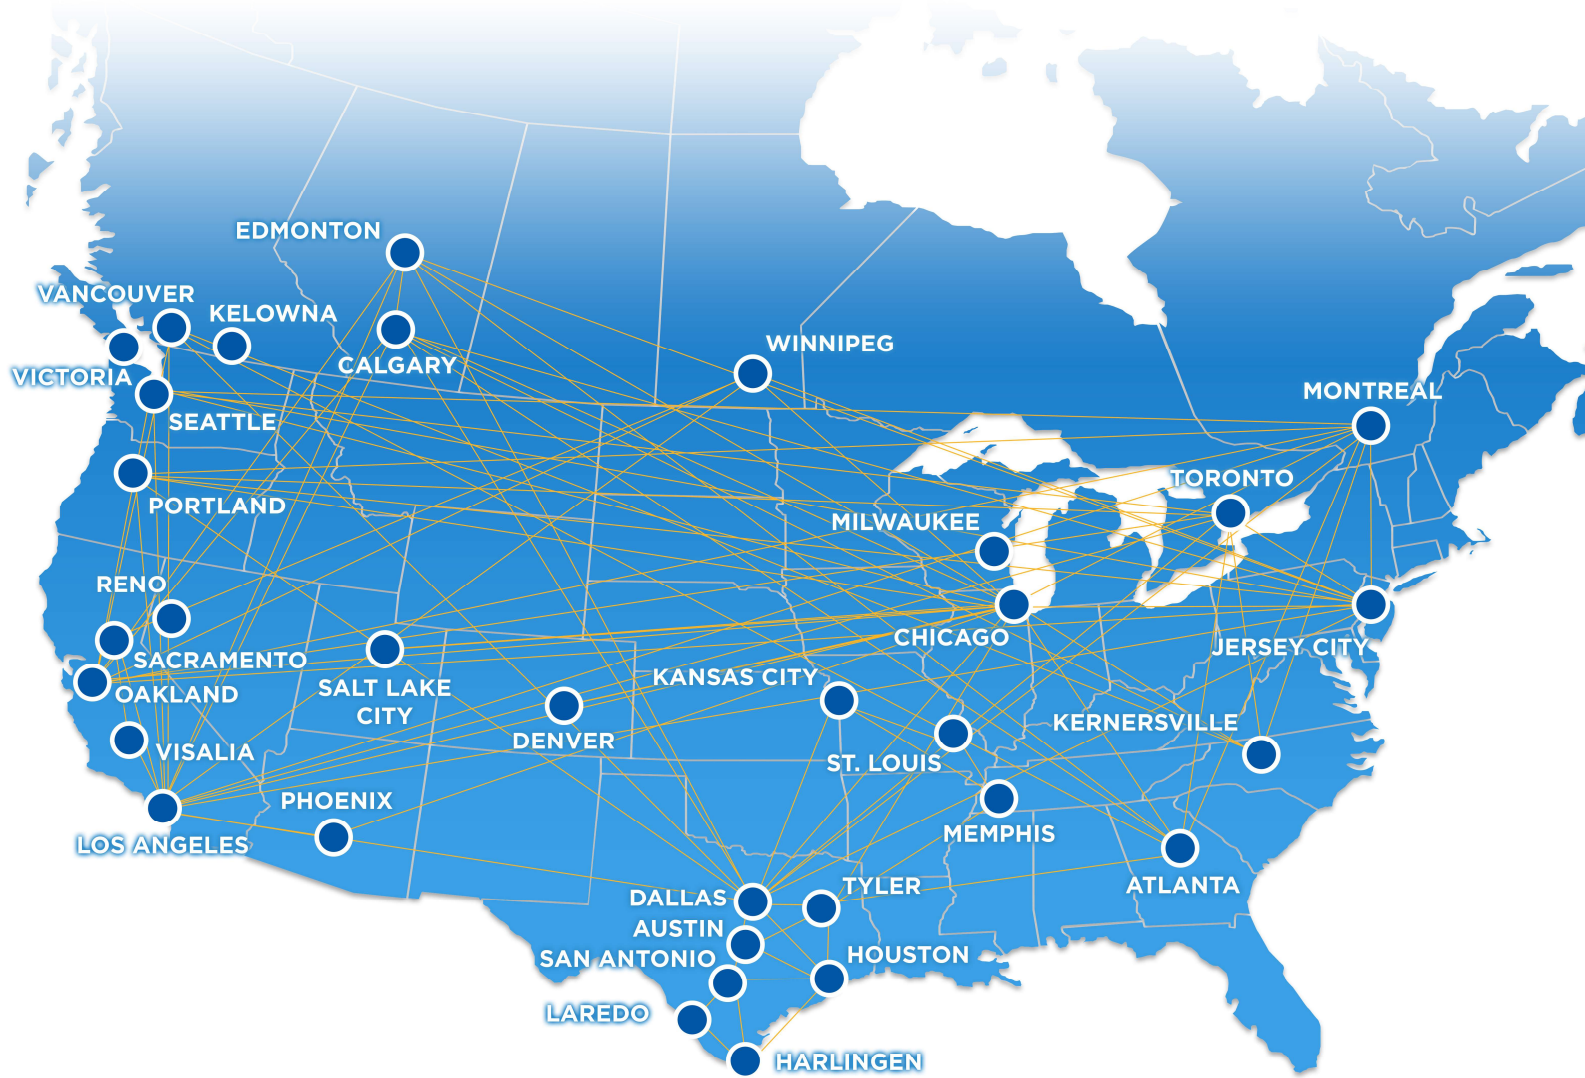 EDMONTON
VANCOUVER
KELOWNA
WINNIPEG
CALGARY
VICTORIA
MONTREAL
SEATTLE
TORONTO
PORTLAND
MILWAUKEE
RENO
CHICAGO
JERSEY CITY
SACRAMENTO
KANSAS CITY
SALT LAKE
CITY
OAKLAND
KERNERSVILLE
DENVER
VISALIA
ST. LOUIS
PHOENIX
MEMPHIS
LOS ANGELES
ATLANTA
TYLER
DALLAS
AUSTIN
HOUSTON
SAN ANTONIO
LAREDO
HARLINGEN